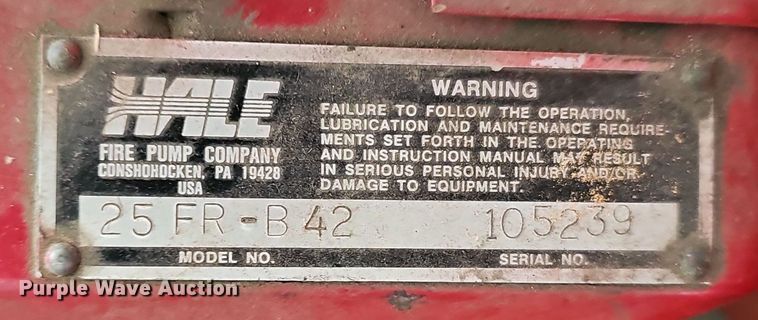 HALE
FIRE PUMP COMPANY
CONSHOHOCKEN, PA 19428
USA
WARNING
FAILURE TO FOLLOW THE OPERATION,
LUBRICATION AND MAINTENANCE REQUIRE-
MENTS SET FORTH IN THE OPERATING
AND INSTRUCTION MANUAL MAY RESULT
IN SERIOUS PERSONAL INJURY AND/OR
DAMAGE TO EQUIPMENT.
25 FR-B42 105239
MODEL NO. SERIAL NO.
Purple Wave Auction